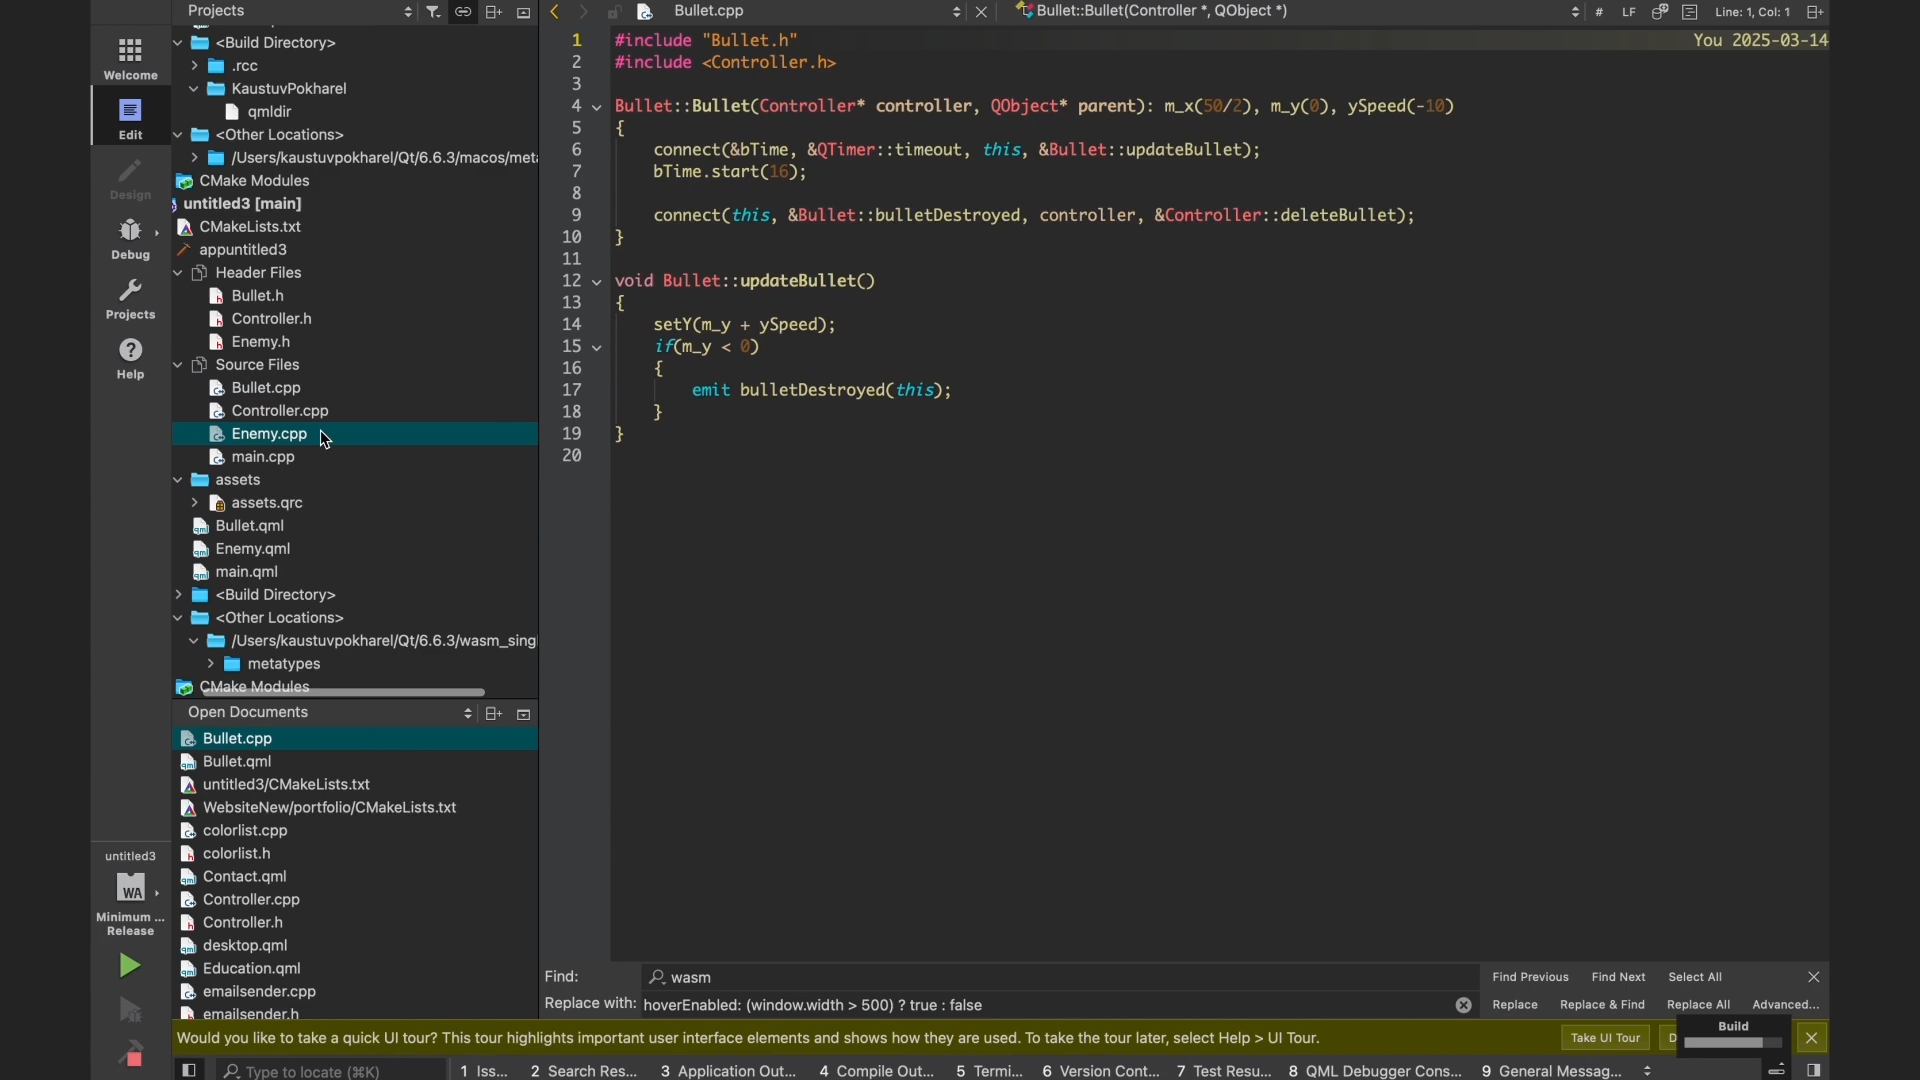 Projects
Bullet.cpp
Bullet::Bullet(Controller *, QObject *)
#
LF
Line: 1, Col: 1
Welcome
Edit
Design
Debug
Projects
Help
<Build Directory>
.rcc
KaustuvPokharel
qmldir
<Other Locations>
/Users/kaustuvpokharel/Qt/6.6.3/macos/met
CMake Modules
untitled3 [main]
CMakeLists.txt
appuntitled3
Header Files
Bullet.h
Controller.h
Enemy.h
Source Files
Bullet.cpp
Controller.cpp
Enemy.cpp
main.cpp
assets
assets.qrc
Bullet.qml
Enemy.qml
main.qml
<Build Directory>
<Other Locations>
/Users/kaustuvpokharel/Qt/6.6.3/wasm_sing
metatypes
CMake Modules
Open Documents
Bullet.cpp
Bullet.qml
untitled3/CMakeLists.txt
WebsiteNew/portfolio/CMakeLists.txt
colorlist.cpp
colorlist.h
Contact.qml
Controller.cpp
Controller.h
desktop.qml
Education.qml
emailsender.cpp
emailsender.h
untitled3
WA
Minimum ...
Release
1 #include "Bullet.h" You 2025-03-14
2 #include <Controller.h>
3
4 Bullet::Bullet(Controller* controller, QObject* parent): m_x(50/2), m_y(0), ySpeed(-10)
5 {
6 connect(&bTime, &QTimer::timeout, this, &Bullet::updateBullet);
7 bTime.start(16);
8
9 connect(this, &Bullet::bulletDestroyed, controller, &Controller::deleteBullet);
10 }
11
12 void Bullet::updateBullet()
13 {
14 setY(m_y + ySpeed);
15 if(m_y < 0)
16 {
17 emit bulletDestroyed(this);
18 }
19 }
20
Find: wasm Find Previous Find Next Select All
Replace with: hoverEnabled: (window.width > 500) ? true : false Replace Replace & Find Replace All Advanced...
Would you like to take a quick UI tour? This tour highlights important user interface elements and shows how they are used. To take the tour later, select Help > UI Tour. Take UI Tour
Build
Type to locate (⌘K) 1 Iss... 2 Search Res... 3 Application Out... 4 Compile Out... 5 Termi... 6 Version Cont... 7 Test Resu... 8 QML Debugger Cons... 9 General Messag...